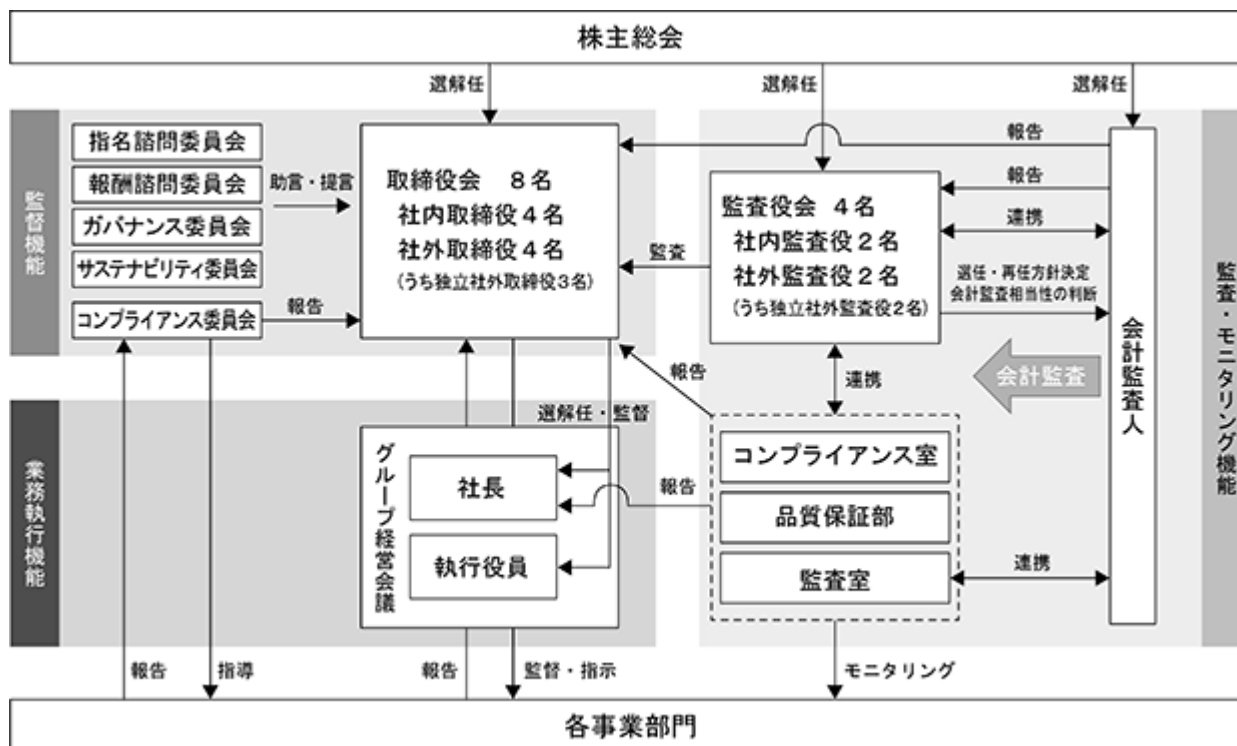 株主総会
選解任
選解任
選解任
監督機能
指名諮問委員会
報酬諮問委員会
ガバナンス委員会
サステナビリティ委員会
コンプライアンス委員会
助言・提言
報告
取締役会 8名
社内取締役4名
社外取締役4名
(うち独立社外取締役3名)
監査
監査役会 4名
社内監査役2名
社外監査役2名
(うち独立社外監査役2名)
報告
報告
連携
選任・再任方針決定
会計監査相当性の判断
会計監査
会計監査人
監査・モニタリング機能
報告
連携
選解任・監督
業務執行機能
グループ経営会議
社長
執行役員
報告
コンプライアンス室
品質保証部
監査室
連携
報告
指導
報告
監督・指示
モニタリング
各事業部門